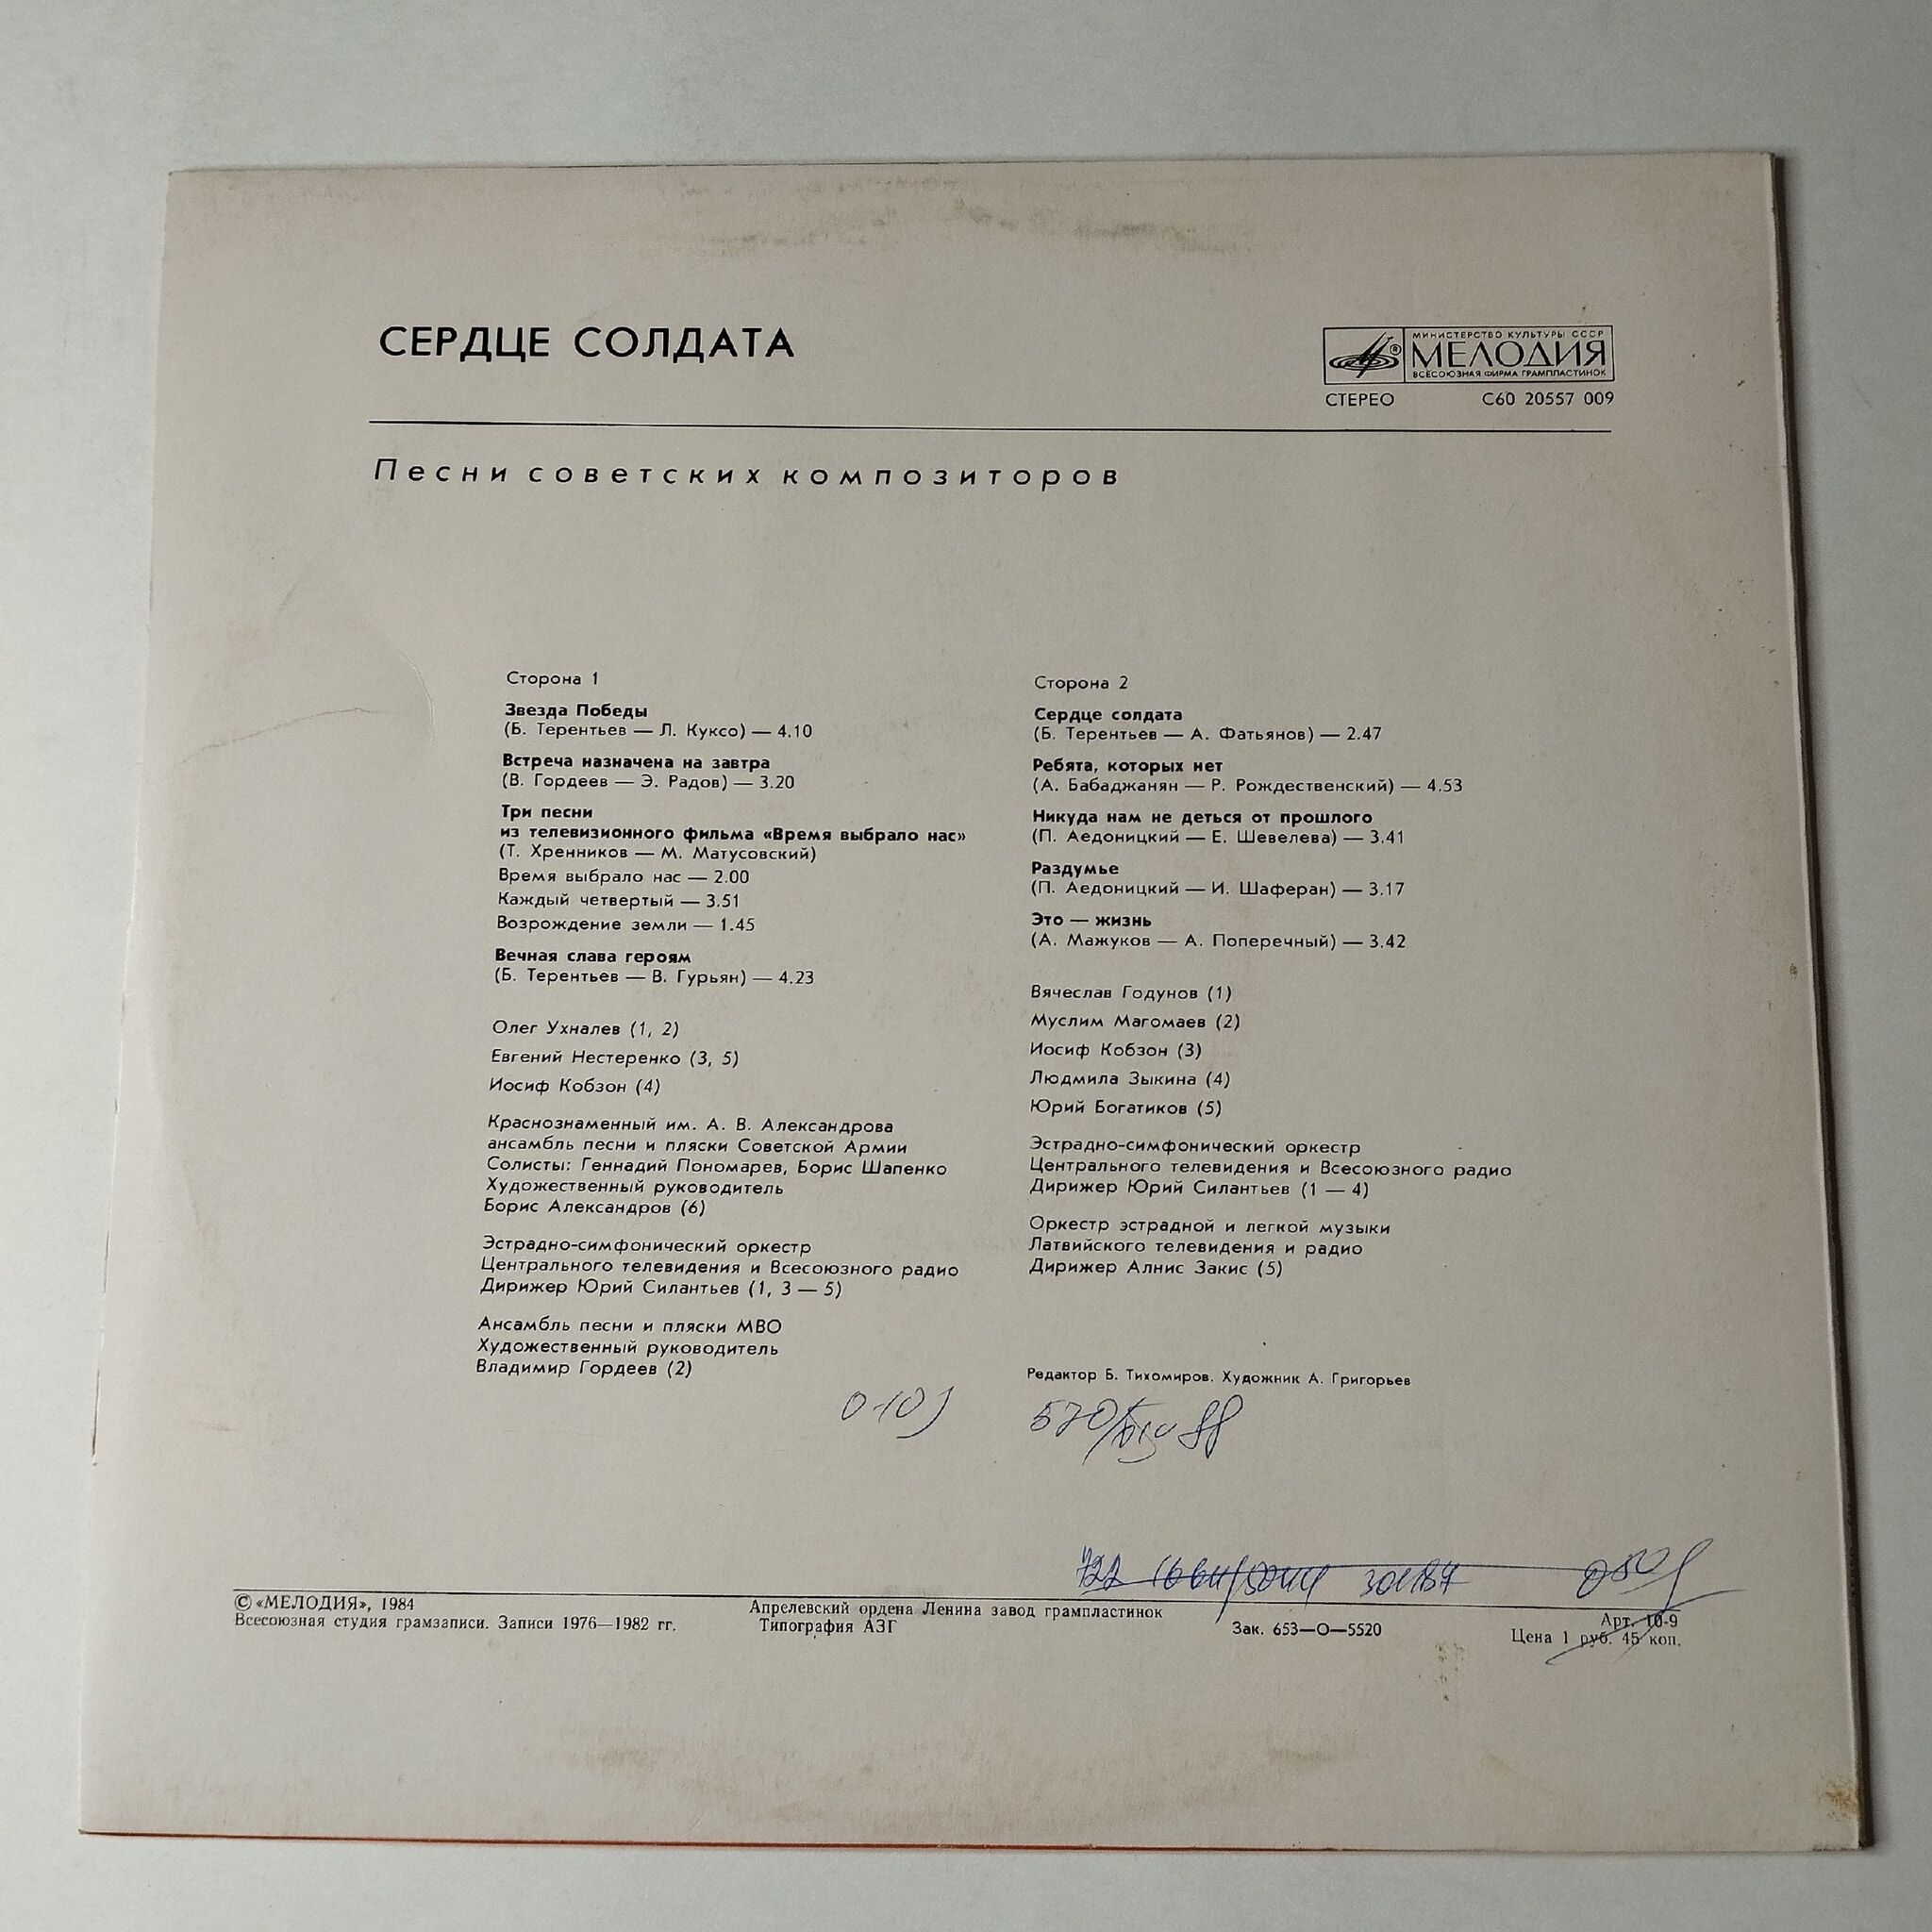 СЕРДЦЕ СОЛДАТА
МИНИСТЕРСТВО КУЛЬТУРЫ СССР
МЕЛОДИЯ
ВСЕСОЮЗНАЯ ФИРМА ГРАМПЛАСТИНОК
СТЕРЕО С60 20557 009
Песни советских композиторов
Сторона 1
Звезда Победы
(Б. Терентьев — Л. Куксо) — 4.10
Встреча назначена на завтра
(В. Гордеев — Э. Радов) — 3.20
Три песни
из телевизионного фильма «Время выбрало нас»
(Т. Хренников — М. Матусовский)
Время выбрало нас — 2.00
Каждый четвертый — 3.51
Возрождение земли — 1.45
Вечная слава героям
(Б. Терентьев — В. Гурьян) — 4.23
Олег Ухналев (1, 2)
Евгений Нестеренко (3, 5)
Иосиф Кобзон (4)
Краснознаменный им. А. В. Александрова
ансамбль песни и пляски Советской Армии
Солисты: Геннадий Пономарев, Борис Шапенко
Художественный руководитель
Борис Александров (6)
Эстрадно-симфонический оркестр
Центрального телевидения и Всесоюзного радио
Дирижер Юрий Силантьев (1, 3 — 5)
Ансамбль песни и пляски МВО
Художественный руководитель
Владимир Гордеев (2)
Сторона 2
Сердце солдата
(Б. Терентьев — А. Фатьянов) — 2.47
Ребята, которых нет
(А. Бабаджанян — Р. Рождественский) — 4.53
Никуда нам не деться от прошлого
(П. Аедоницкий — Е. Шевелева) — 3.41
Раздумье
(П. Аедоницкий — И. Шаферан) — 3.17
Это — жизнь
(А. Мажуков — А. Поперечный) — 3.42
Вячеслав Годунов (1)
Муслим Магомаев (2)
Иосиф Кобзон (3)
Людмила Зыкина (4)
Юрий Богатиков (5)
Эстрадно-симфонический оркестр
Центрального телевидения и Всесоюзного радио
Дирижер Юрий Силантьев (1 — 4)
Оркестр эстрадной и легкой музыки
Латвийского телевидения и радио
Дирижер Алнис Закис (5)
Редактор Б. Тихомиров. Художник А. Григорьев
© «МЕЛОДИЯ», 1984
Всесоюзная студия грамзаписи. Записи 1976—1982 гг.
Апрелевский ордена Ленина завод грампластинок
Типография АЗГ
Зак. 653—О—5520
Арт. 10-9
Цена 1 руб. 45 коп.